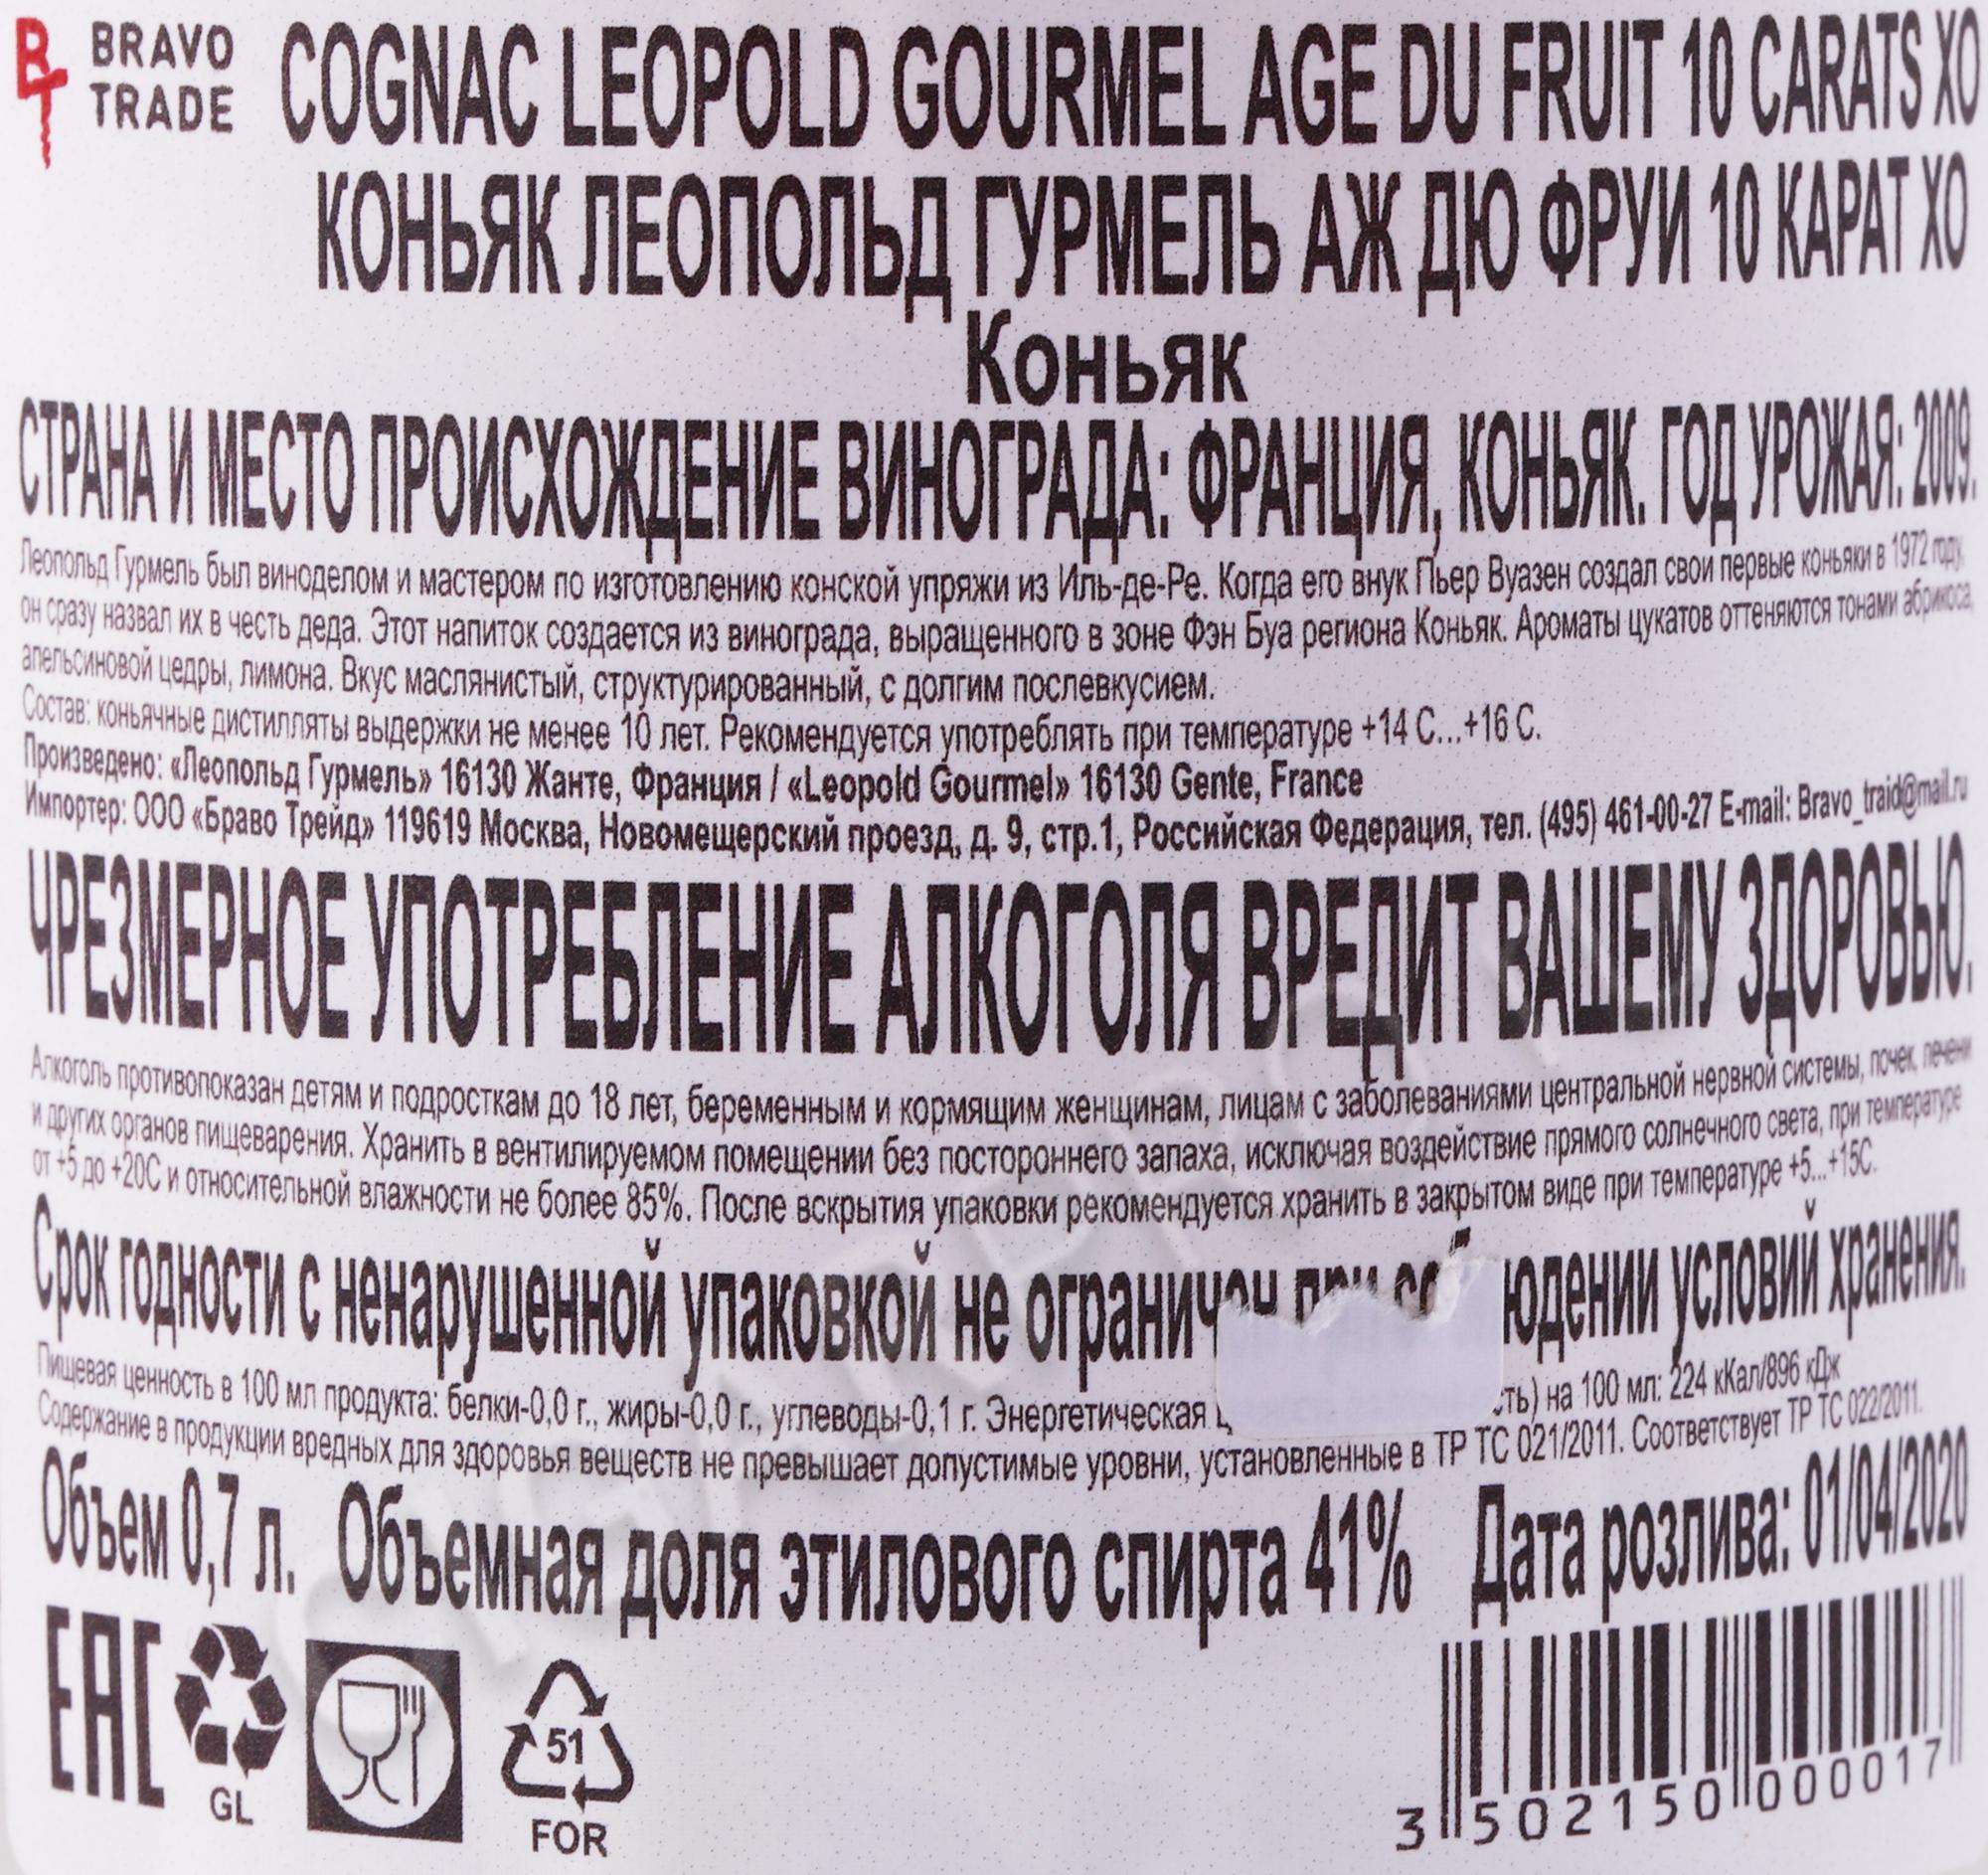 BRAVO TRADE
COGNAC LEOPOLD GOURMEL AGE DU FRUIT 10 CARATS XO
КОНЬЯК ЛЕОПОЛЬД ГУРМЕЛЬ АЖ ДЮ ФРУИ 10 КАРАТ ХО
Коньяк
СТРАНА И МЕСТО ПРОИСХОЖДЕНИЕ ВИНОГРАДА: ФРАНЦИЯ, КОНЬЯК. ГОД УРОЖАЯ: 2009.
Леопольд Гурмель был виноделом и мастером по изготовлению конской упряжи из Иль-де-Ре. Когда его внук Пьер Вуазен создал свои первые коньяки в 1972 году,
он сразу назвал их в честь деда. Этот напиток создается из винограда, выращенного в зоне Фэн Буа региона Коньяк. Ароматы цукатов оттеняются тонами абрикоса,
апельсиновой цедры, лимона. Вкус маслянистый, структурированный, с долгим послевкусием.
Состав: коньячные дистилляты выдержки не менее 10 лет. Рекомендуется употреблять при температуре +14 С...+16 С.
Произведено: «Леопольд Гурмель» 16130 Жанте, Франция / «Leopold Gourmel» 16130 Gente, France
Импортер: ООО «Браво Трейд» 119619 Москва, Новомещерский проезд, д. 9, стр.1, Российская Федерация, тел. (495) 461-00-27 E-mail: Bravo_traid@mail.ru
ЧРЕЗМЕРНОЕ УПОТРЕБЛЕНИЕ АЛКОГОЛЯ ВРЕДИТ ВАШЕМУ ЗДОРОВЬЮ.
Алкоголь противопоказан детям и подросткам до 18 лет, беременным и кормящим женщинам, лицам с заболеваниями центральной нервной системы, почек, печени
и других органов пищеварения. Хранить в вентилируемом помещении без постороннего запаха, исключая воздействие прямого солнечного света, при температуре
от +5 до +20С и относительной влажности не более 85%. После вскрытия упаковки рекомендуется хранить в закрытом виде при температуре +5...+15С.
Срок годности с ненарушенной упаковкой не ограничен при соблюдении условий хранения.
Пищевая ценность в 100 мл продукта: белки-0,0 г., жиры-0,0 г., углеводы-0,1 г. Энергетическая на 100 мл: 224 кКал/896 кДж
Содержание в продукции вредных для здоровья веществ не превышает допустимые уровни, установленные в ТР ТС 021/2011. Соответствует ТР ТС 022/2011.
Объем 0,7 л. Объемная доля этилового спирта 41% Дата розлива: 01/04/2020
EAC
GL
51
FOR
3 502150 000017